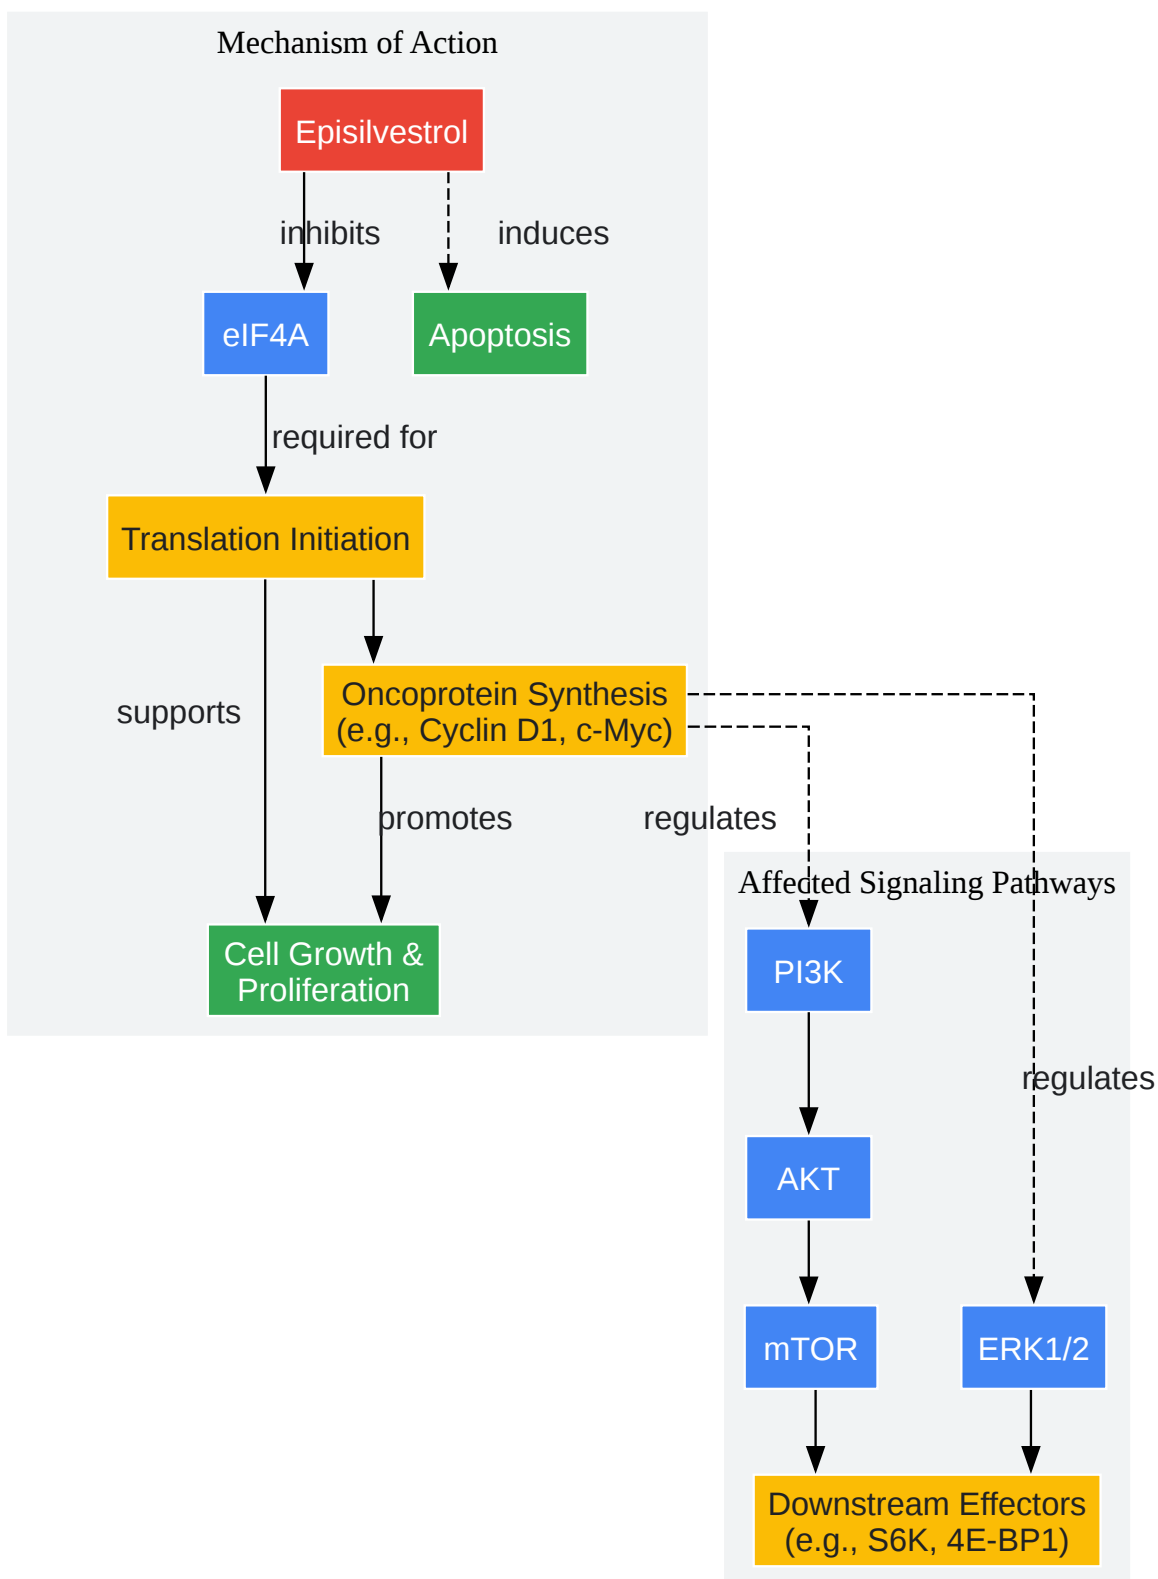 Mechanism of Action
Episilvestrol
inhibits
induces
eIF4A
Apoptosis
required for
Translation Initiation
Oncoprotein Synthesis
(e.g., Cyclin D1, c-Myc)
supports
promotes
regulates
Affected Signaling Pathways
Cell Growth &
Proliferation
PI3K
regulates
AKT
mTOR
ERK1/2
Downstream Effectors
(e.g., S6K, 4E-BP1)